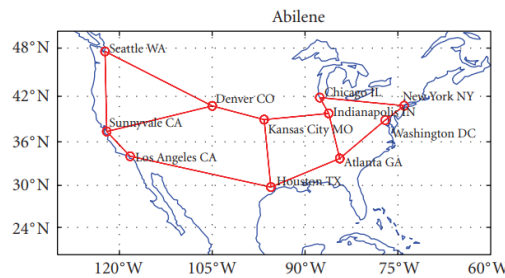 Abilene
48°N
42°N
36°N
30°N
24°N
Seattle WA
Denver CO
Chicago IL
New York NY
Indianapolis IN
Sunnyvale CA
Kansas City MO
Washington DC
Los Angeles CA
Atlanta GA
Houston TX
120°W 105°W 90°W 75°W 60°W